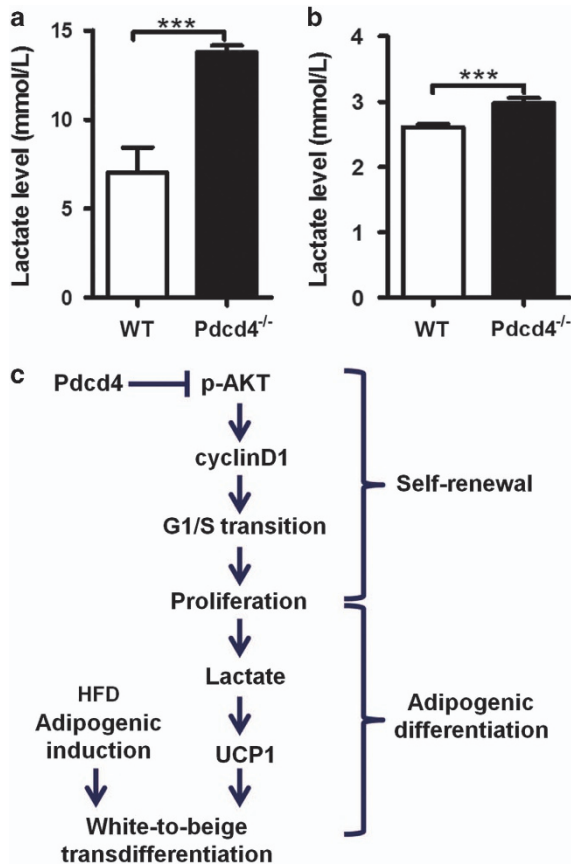 a
Lactate level (mmol/L)
15
10
5
0
***
WT
Pdcd4-/-
b
Lactate level (mmol/L)
4
3
2
1
0
***
WT
Pdcd4-/-
c
Pdcd4
p-AKT
cyclinD1
G1/S transition
Proliferation
Self-renewal
Lactate
HFD
Adipogenic
induction
UCP1
Adipogenic
differentiation
White-to-beige
transdifferentiation